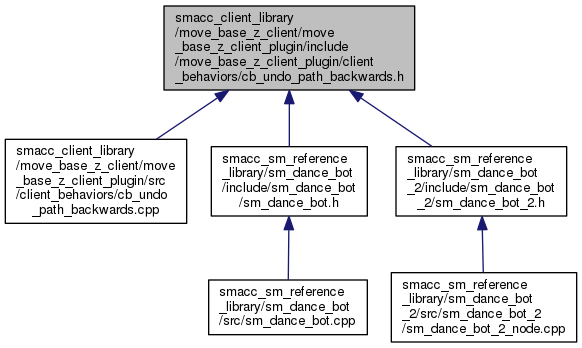 smacc_client_library
/move_base_z_client/move
_base_z_client_plugin/include
/move_base_z_client_plugin/client
_behaviors/cb_undo_path_backwards.h
smacc_client_library
/move_base_z_client/move
_base_z_client_plugin/src
/client_behaviors/cb_undo
_path_backwards.cpp
smacc_sm_reference
_library/sm_dance_bot
/include/sm_dance_bot
/sm_dance_bot.h
smacc_sm_reference
_library/sm_dance_bot
_2/include/sm_dance_bot
_2/sm_dance_bot_2.h
smacc_sm_reference
_library/sm_dance_bot
/src/sm_dance_bot.cpp
smacc_sm_reference
_library/sm_dance_bot
_2/src/sm_dance_bot_2
/sm_dance_bot_2_node.cpp